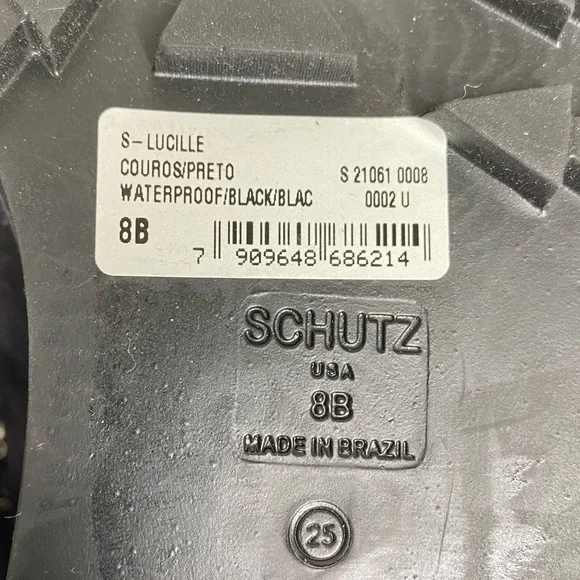 S-LUCILLE
COUROS/PRETO S 21061 0008
WATERPROOF/BLACK/BLAC 0002 U
8B
7 909648 686214
SCHUTZ
USA
8B
MADE IN BRAZIL
25